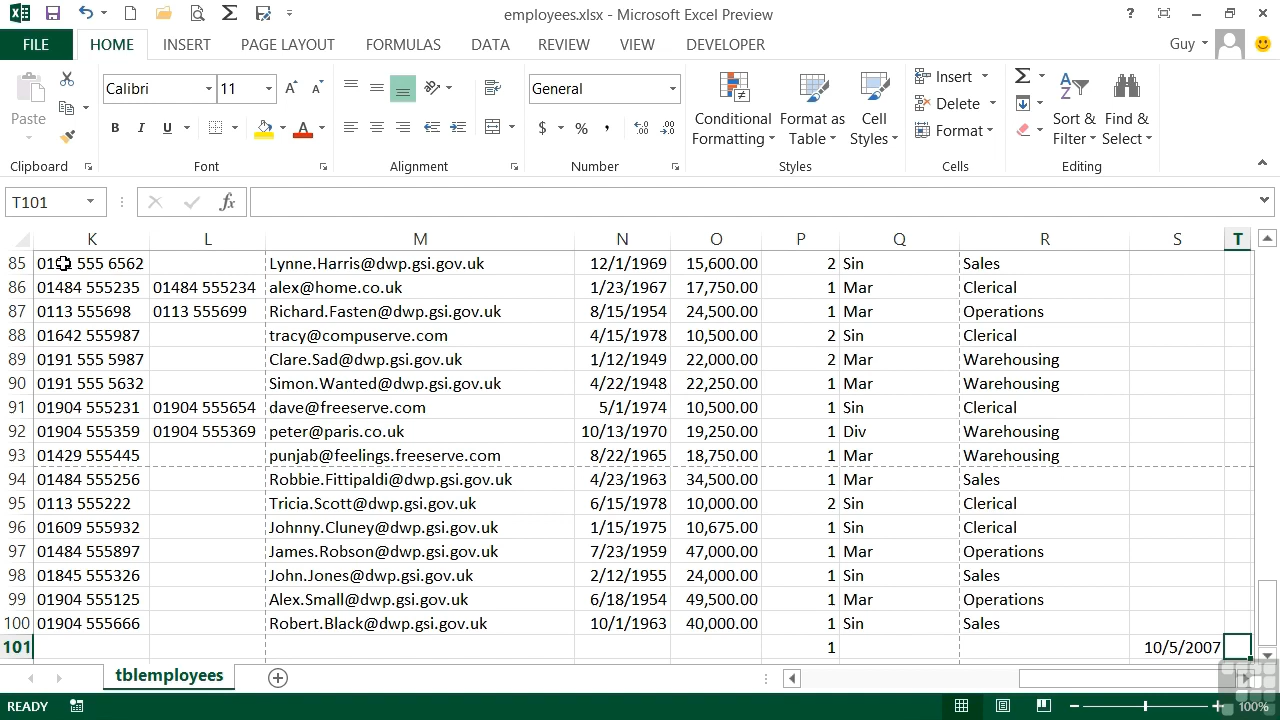 employees.xlsx - Microsoft Excel Preview
FILE HOME INSERT PAGE LAYOUT FORMULAS DATA REVIEW VIEW DEVELOPER Guy
Paste
Calibri 11
General
Conditional Formatting
Format as Table
Cell Styles
Insert
Delete
Format
Sort & Filter
Find & Select
Clipboard Font Alignment Number Styles Cells Editing
T101 fx
K L M N O P Q R S T
85 555 6562 Lynne.Harris@dwp.gsi.gov.uk 12/1/1969 15,600.00 2 Sin Sales
86 01484 555235 01484 555234 alex@home.co.uk 1/23/1967 17,750.00 1 Mar Clerical
87 0113 555698 0113 555699 Richard.Fasten@dwp.gsi.gov.uk 8/15/1954 24,500.00 1 Mar Operations
88 01642 555987 tracy@compuserve.com 4/15/1978 10,500.00 2 Sin Clerical
89 0191 555 5987 Clare.Sad@dwp.gsi.gov.uk 1/12/1949 22,000.00 2 Mar Warehousing
90 0191 555 5632 Simon.Wanted@dwp.gsi.gov.uk 4/22/1948 22,250.00 1 Mar Warehousing
91 01904 555231 01904 555654 dave@freeserve.com 5/1/1974 10,500.00 1 Sin Clerical
92 01904 555359 01904 555369 peter@paris.co.uk 10/13/1970 19,250.00 1 Div Warehousing
93 01429 555445 punjab@feelings.freeserve.com 8/22/1965 18,750.00 1 Mar Warehousing
94 01484 555256 Robbie.Fittipaldi@dwp.gsi.gov.uk 4/23/1963 34,500.00 1 Mar Sales
95 0113 555222 Tricia.Scott@dwp.gsi.gov.uk 6/15/1978 10,000.00 2 Sin Clerical
96 01609 555932 Johnny.Cluney@dwp.gsi.gov.uk 1/15/1975 10,675.00 1 Sin Clerical
97 01484 555897 James.Robson@dwp.gsi.gov.uk 7/23/1959 47,000.00 1 Mar Operations
98 01845 555326 John.Jones@dwp.gsi.gov.uk 2/12/1955 24,000.00 1 Sin Sales
99 01904 555125 Alex.Small@dwp.gsi.gov.uk 6/18/1954 49,500.00 1 Mar Operations
100 01904 555666 Robert.Black@dwp.gsi.gov.uk 10/1/1963 40,000.00 1 Sin Sales
101 1 10/5/2007
tblemployees
READY 100%